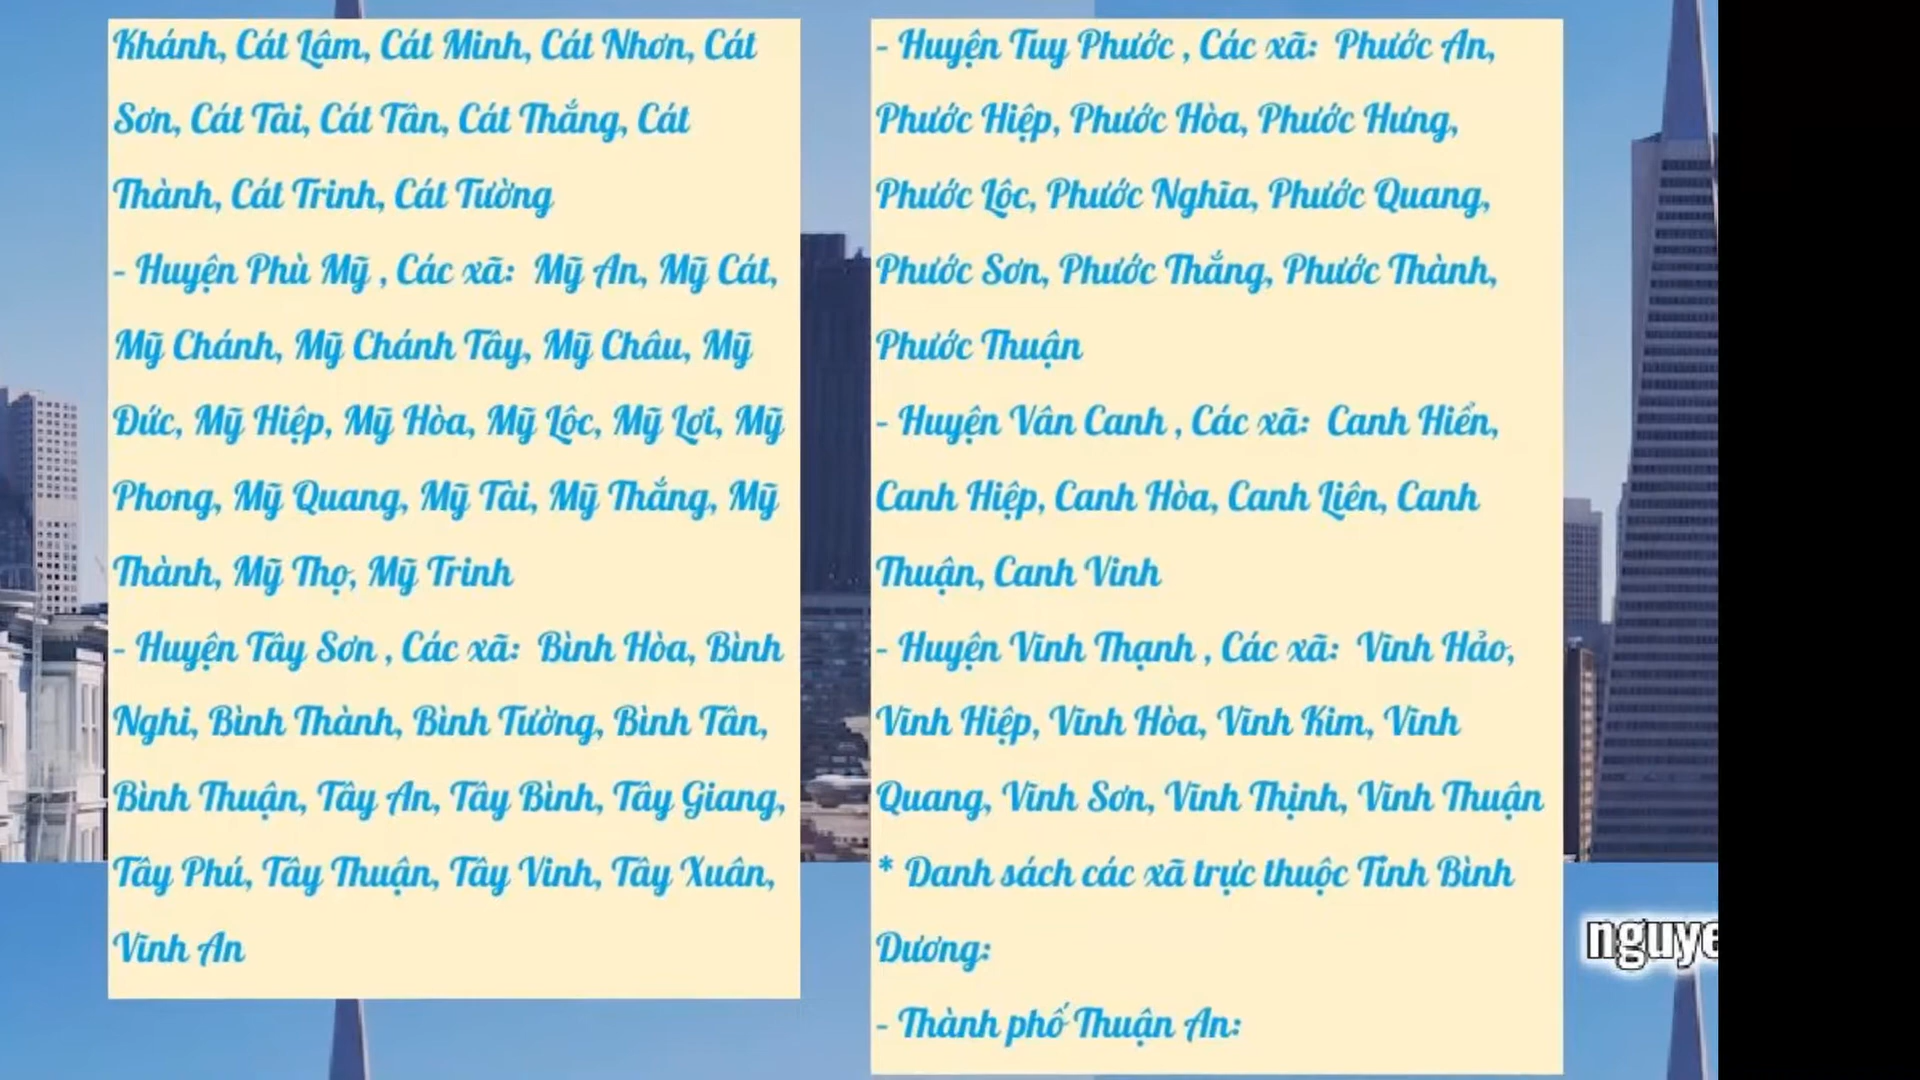 Khánh, Cát Lâm, Cát Minh, Cát Nhơn, Cát
Sơn, Cát Tài, Cát Tân, Cát Thắng, Cát
Thành, Cát Trinh, Cát Tường
- Huyện Phù Mỹ , Các xã: Mỹ An, Mỹ Cát,
Mỹ Chánh, Mỹ Chánh Tây, Mỹ Châu, Mỹ
Đức, Mỹ Hiệp, Mỹ Hòa, Mỹ Lộc, Mỹ Lợi, Mỹ
Phong, Mỹ Quang, Mỹ Tài, Mỹ Thắng, Mỹ
Thành, Mỹ Thọ, Mỹ Trinh
- Huyện Tây Sơn , Các xã: Bình Hòa, Bình
Nghi, Bình Thành, Bình Tường, Bình Tân,
Bình Thuận, Tây An, Tây Bình, Tây Giang,
Tây Phú, Tây Thuận, Tây Vinh, Tây Xuân,
Vĩnh An
- Huyện Tuy Phước , Các xã: Phước An,
Phước Hiệp, Phước Hòa, Phước Hưng,
Phước Lộc, Phước Nghĩa, Phước Quang,
Phước Sơn, Phước Thắng, Phước Thành,
Phước Thuận
- Huyện Vân Canh , Các xã: Canh Hiển,
Canh Hiệp, Canh Hòa, Canh Liên, Canh
Thuận, Canh Vinh
- Huyện Vĩnh Thạnh , Các xã: Vĩnh Hảo,
Vĩnh Hiệp, Vĩnh Hòa, Vĩnh Kim, Vĩnh
Quang, Vĩnh Sơn, Vĩnh Thịnh, Vĩnh Thuận
* Danh sách các xã trực thuộc Tỉnh Bình
Dương:
- Thành phố Thuận An:
nguye